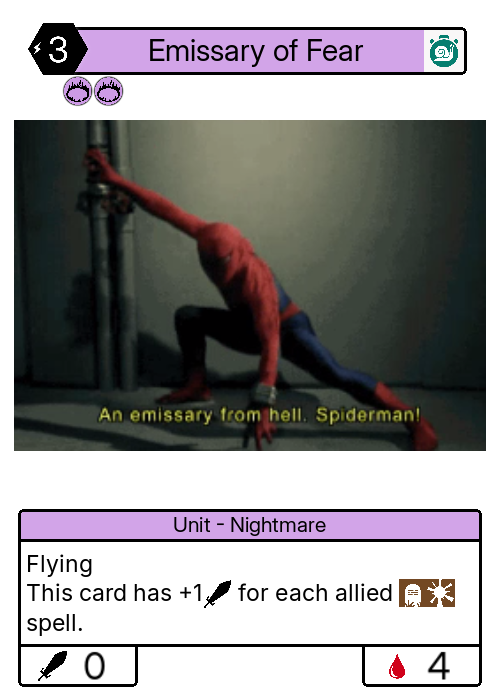 3
Emissary of Fear
An emissary from hell. Spiderman!
Unit - Nightmare
Flying
This card has +1 for each allied
spell.
0
4